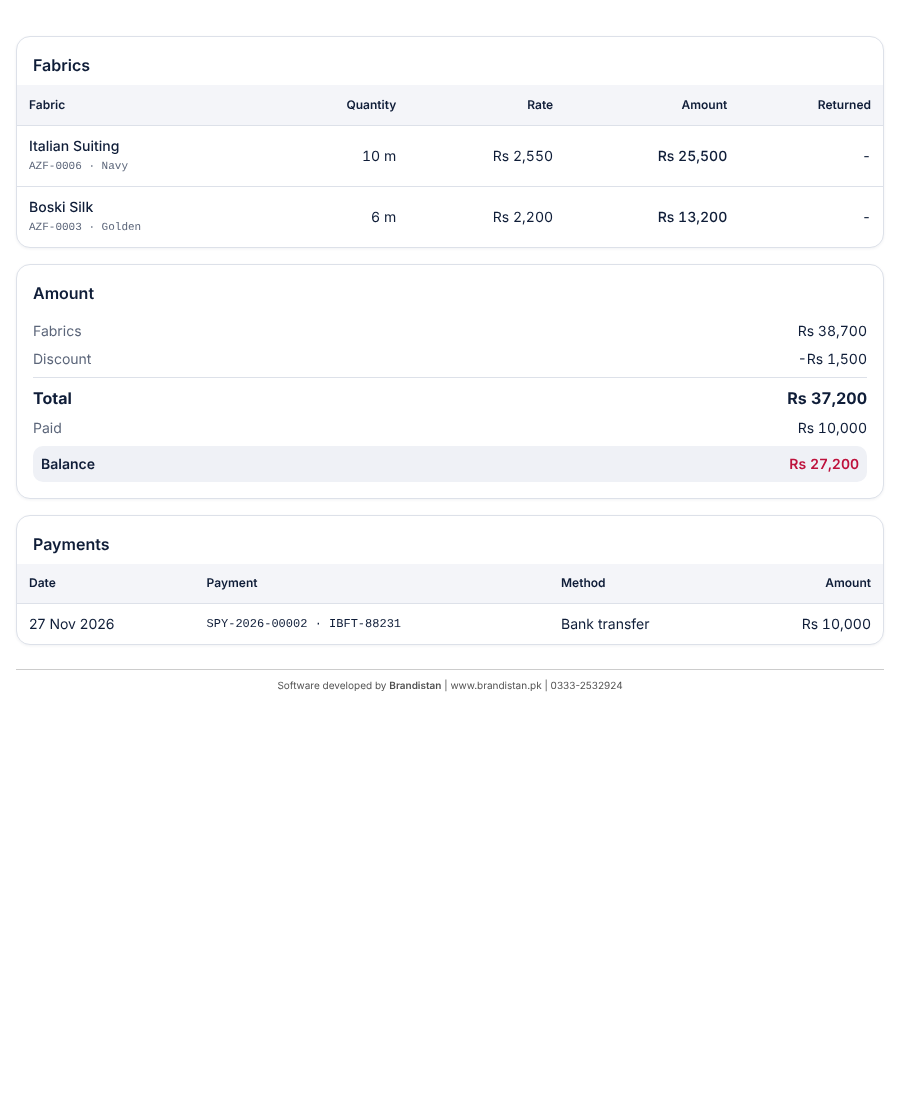 Fabrics
Fabric Quantity Rate Amount Returned
Italian Suiting
AZF-0006 · Navy
10 m Rs 2,550 Rs 25,500 -
Boski Silk
AZF-0003 · Golden
6 m Rs 2,200 Rs 13,200 -
Amount
Fabrics Rs 38,700
Discount -Rs 1,500
Total Rs 37,200
Paid Rs 10,000
Balance Rs 27,200
Payments
Date Payment Method Amount
27 Nov 2026 SPY-2026-00002 · IBFT-88231 Bank transfer Rs 10,000
Software developed by Brandistan | www.brandistan.pk | 0333-2532924